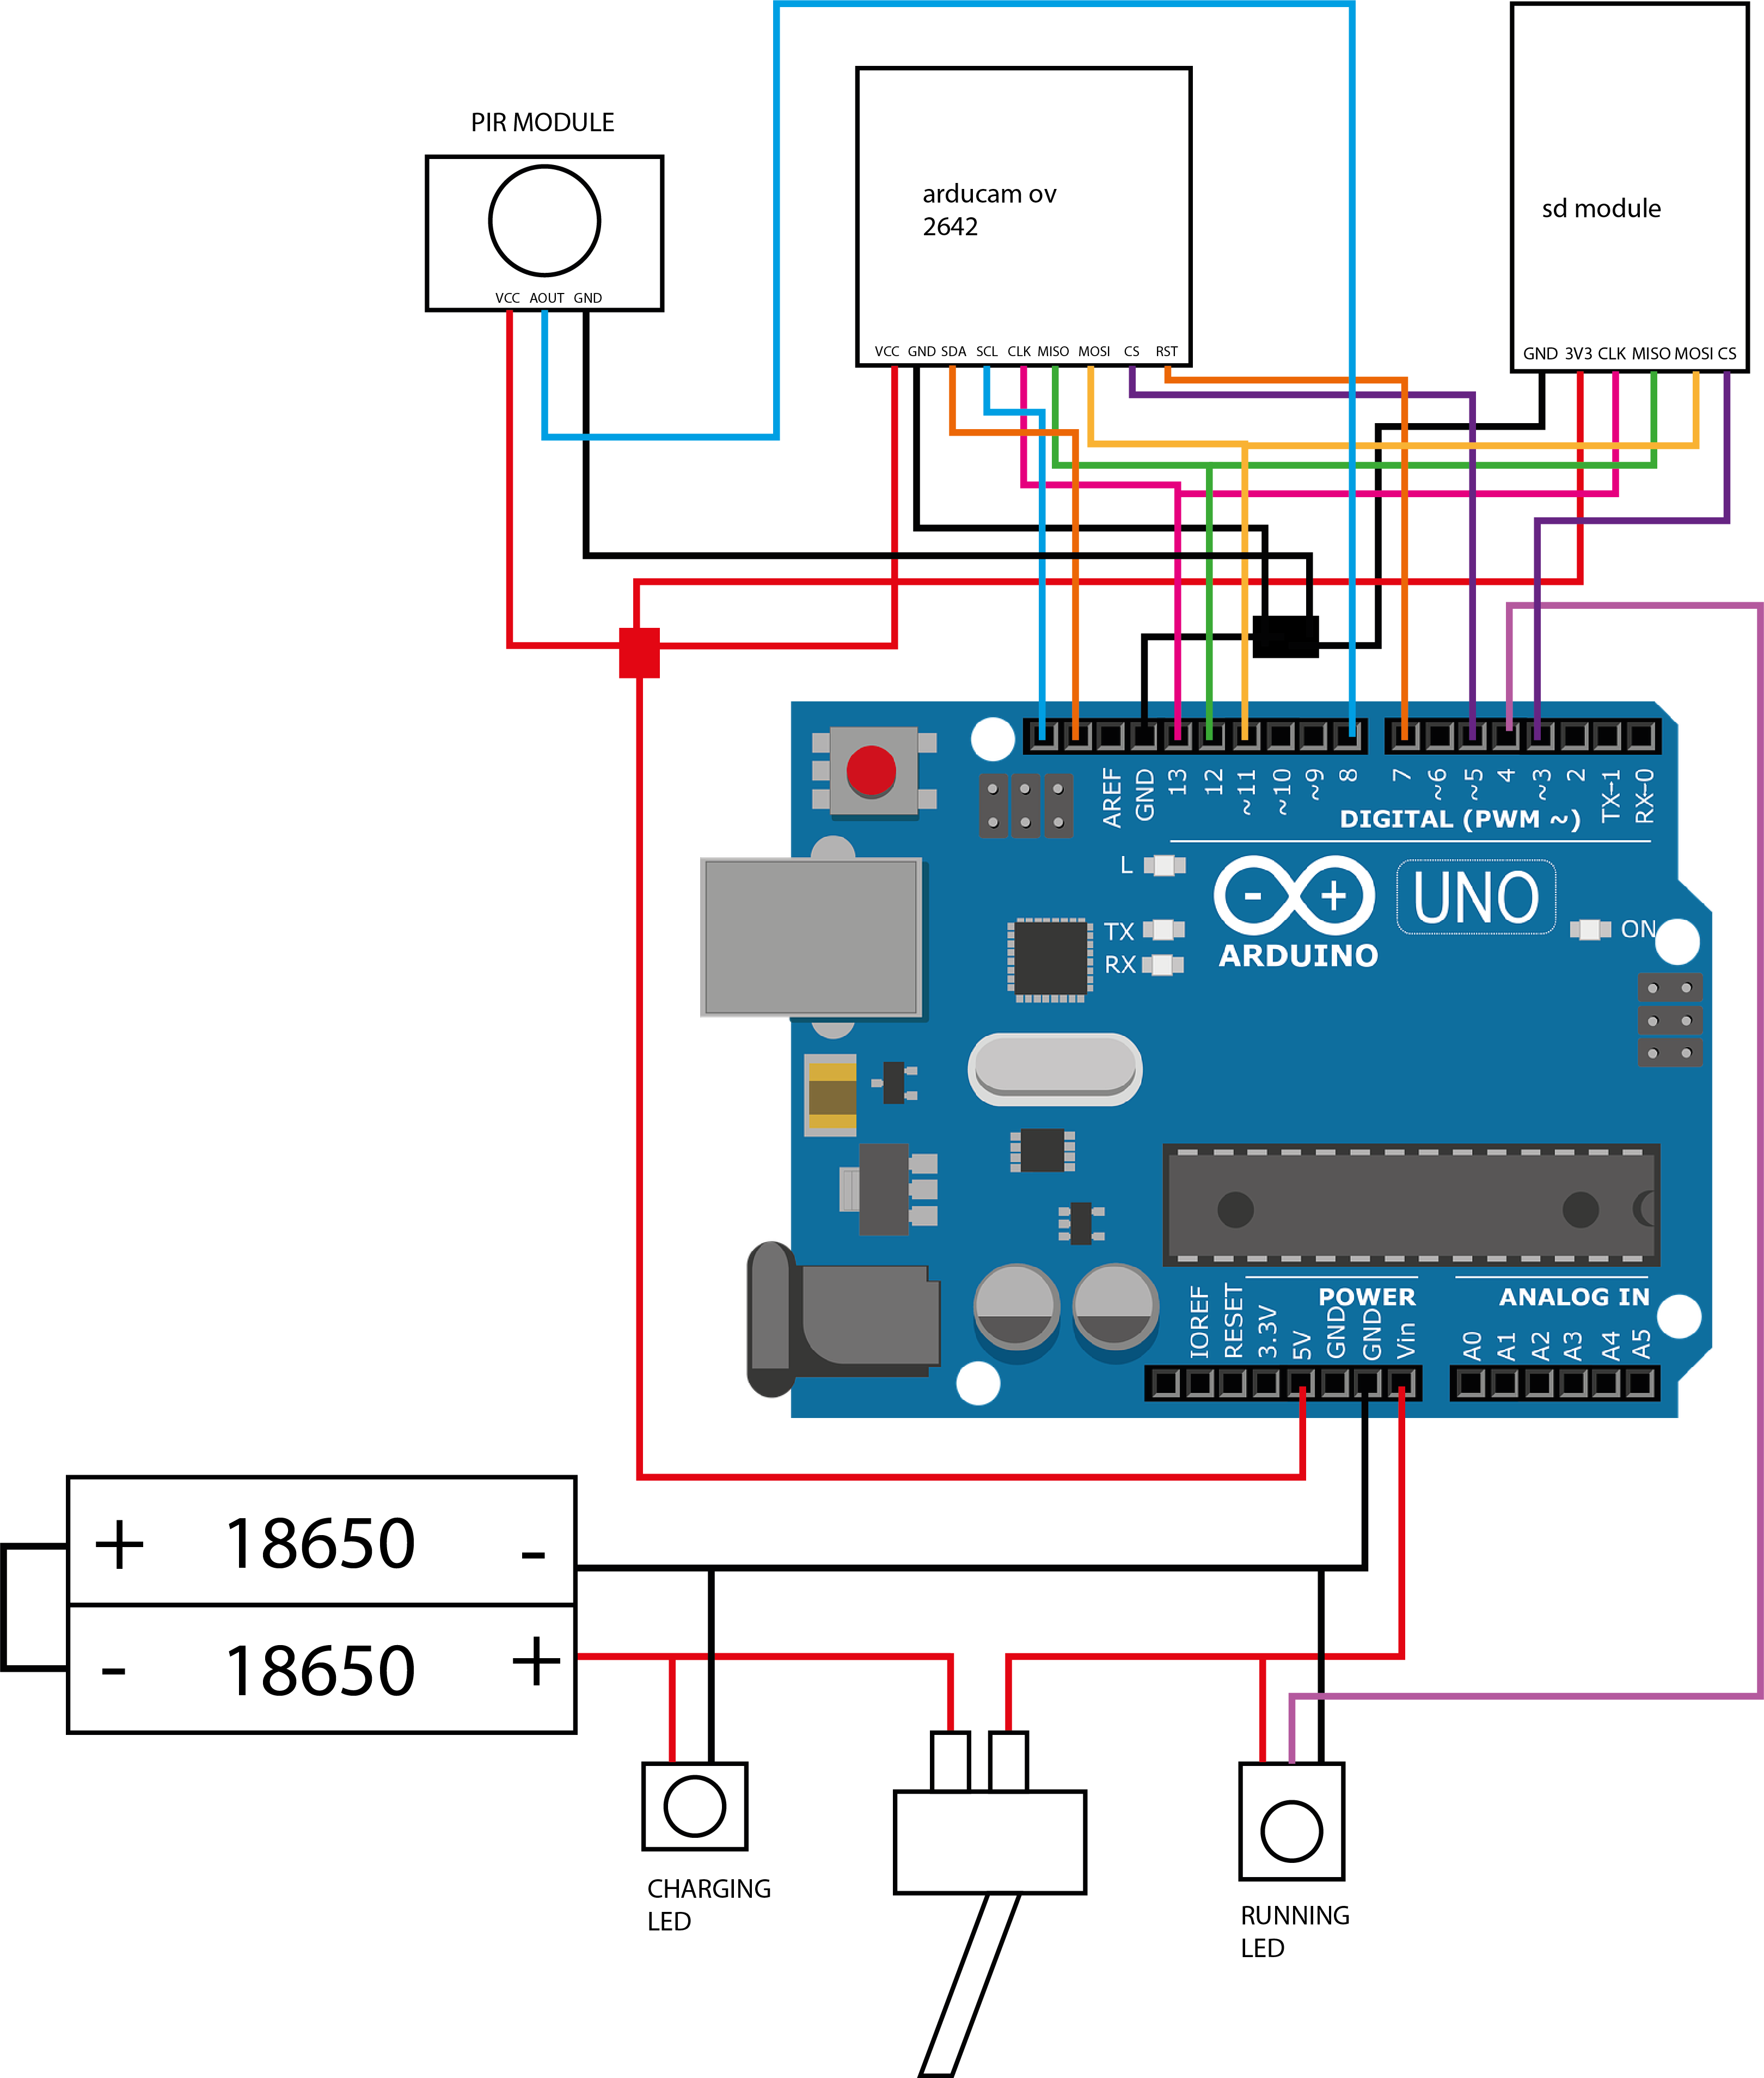 PIR MODULE
VCC AOUT GND
arducam ov
2642
VCC GND SDA SCL CLK MISO MOSI CS RST
sd module
GND 3V3 CLK MISO MOSI CS
AREF
GND
13
12
~11
~10
~9
8
7
~6
~5
4
~3
2
TX→1
RX←0
DIGITAL (PWM ~)
L
TX
RX
- +
ARDUINO
UNO
ON
POWER
ANALOG IN
IOREF
RESET
3.3V
5V
GND
GND
Vin
A0
A1
A2
A3
A4
A5
+ 18650 -
- 18650 +
CHARGING
LED
RUNNING
LED